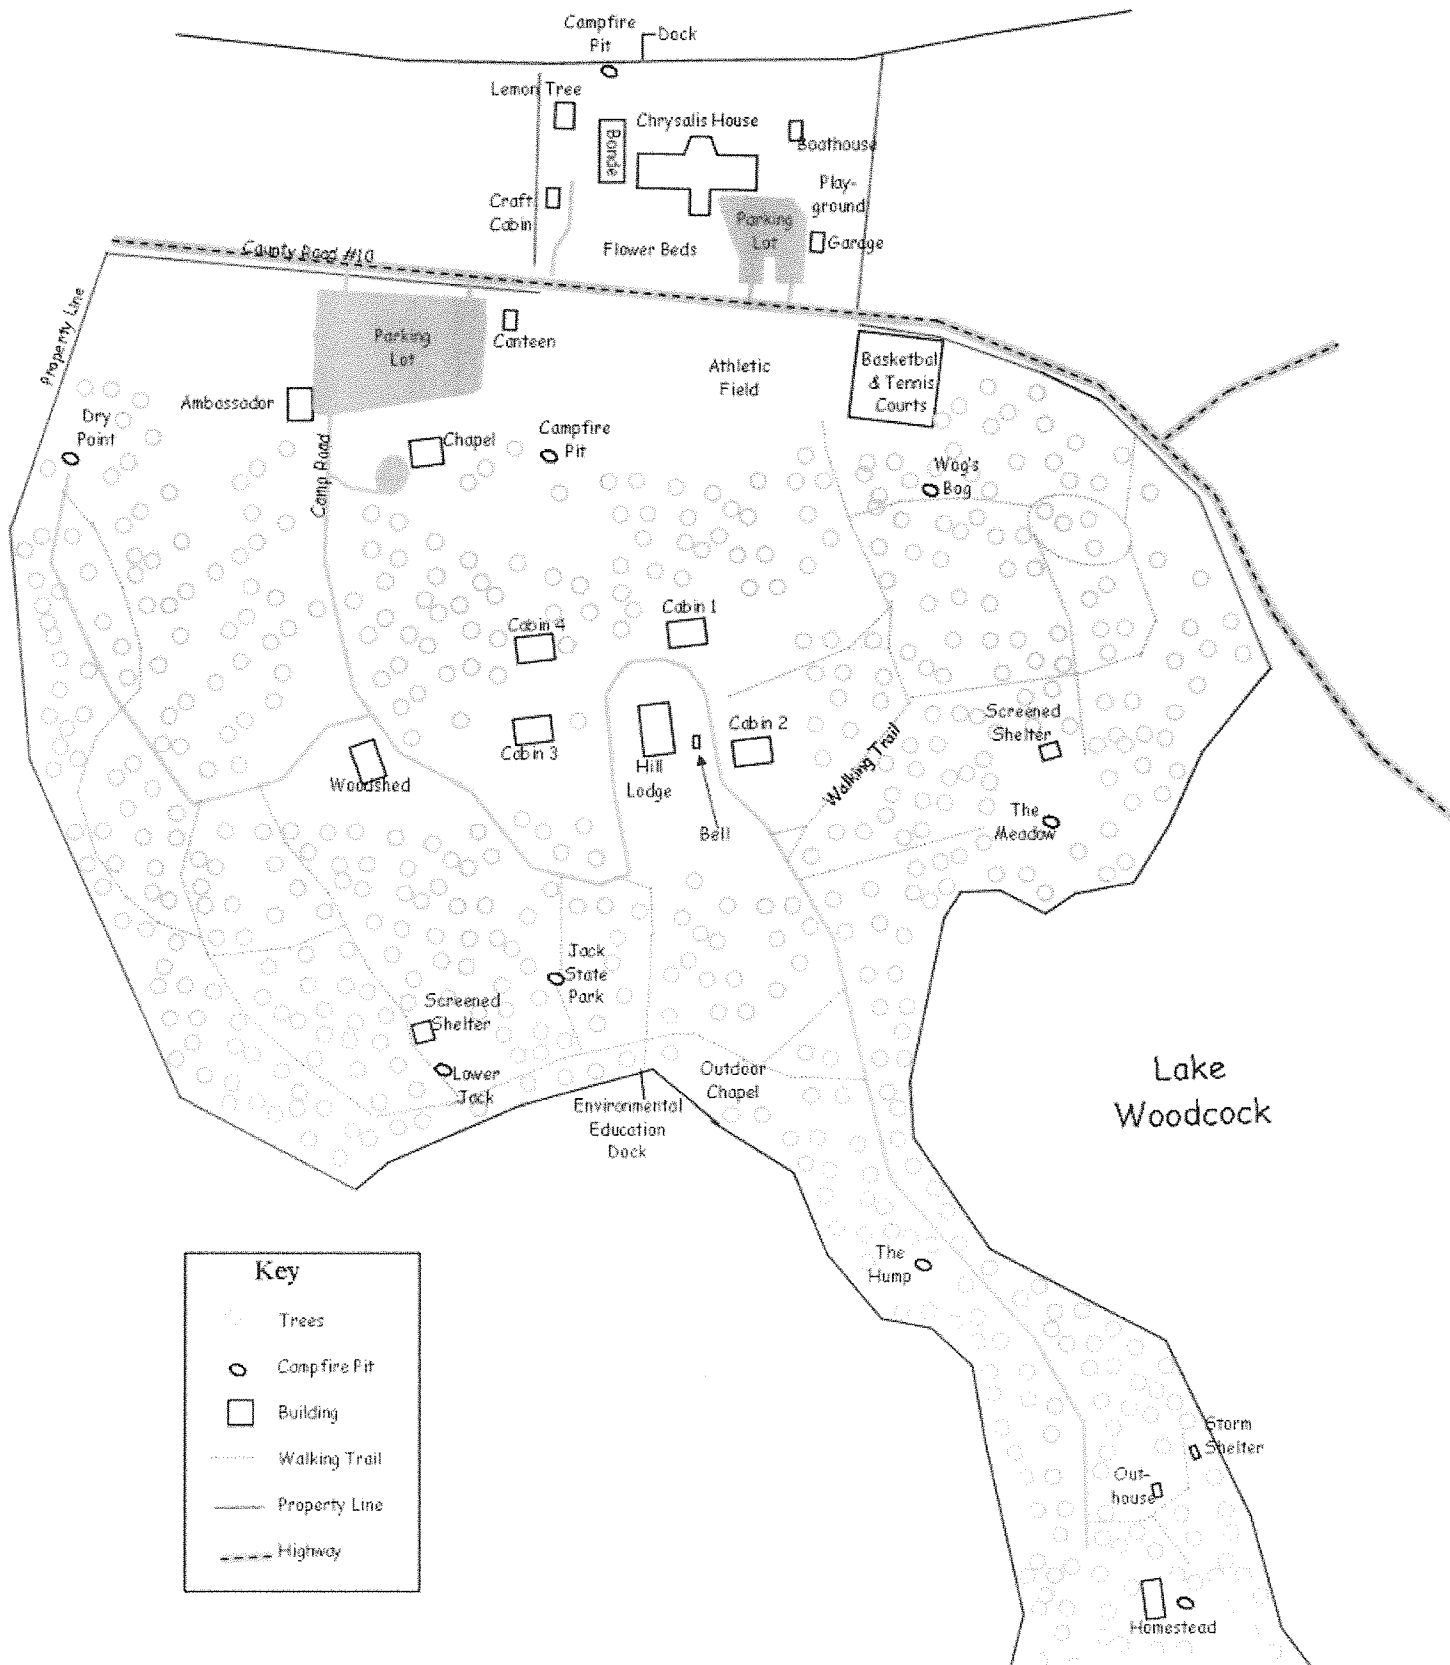 Campfire
Pit
Dock
Lemon Tree
Chrysalis House
Bonde
Boathouse
Play-
ground
Craft
Cabin
Parking
Lot
Flower Beds
Garage
County Road #10
Property Line
Parking
Lot
Canteen
Athletic
Field
Basketbal
& Tennis
Courts
Ambassador
Dry
Point
Camp Road
Chapel
Campfire
Pit
Wog's
Bog
Cabin 1
Cabin 4
Screened
Shelter
Cabin 2
Cabin 3
Hill
Lodge
Walking Trail
Woodshed
Bell
The
Meadow
Jack
State
Park
Screened
Shelter
Lower
Jack
Outdoor
Chapel
Environmental
Education
Dock
Lake
Woodcock
The
Hump
Key
Trees
Campfire Pit
Building
Walking Trail
Property Line
Highway
Storm
Shelter
Out-
house
Homestead